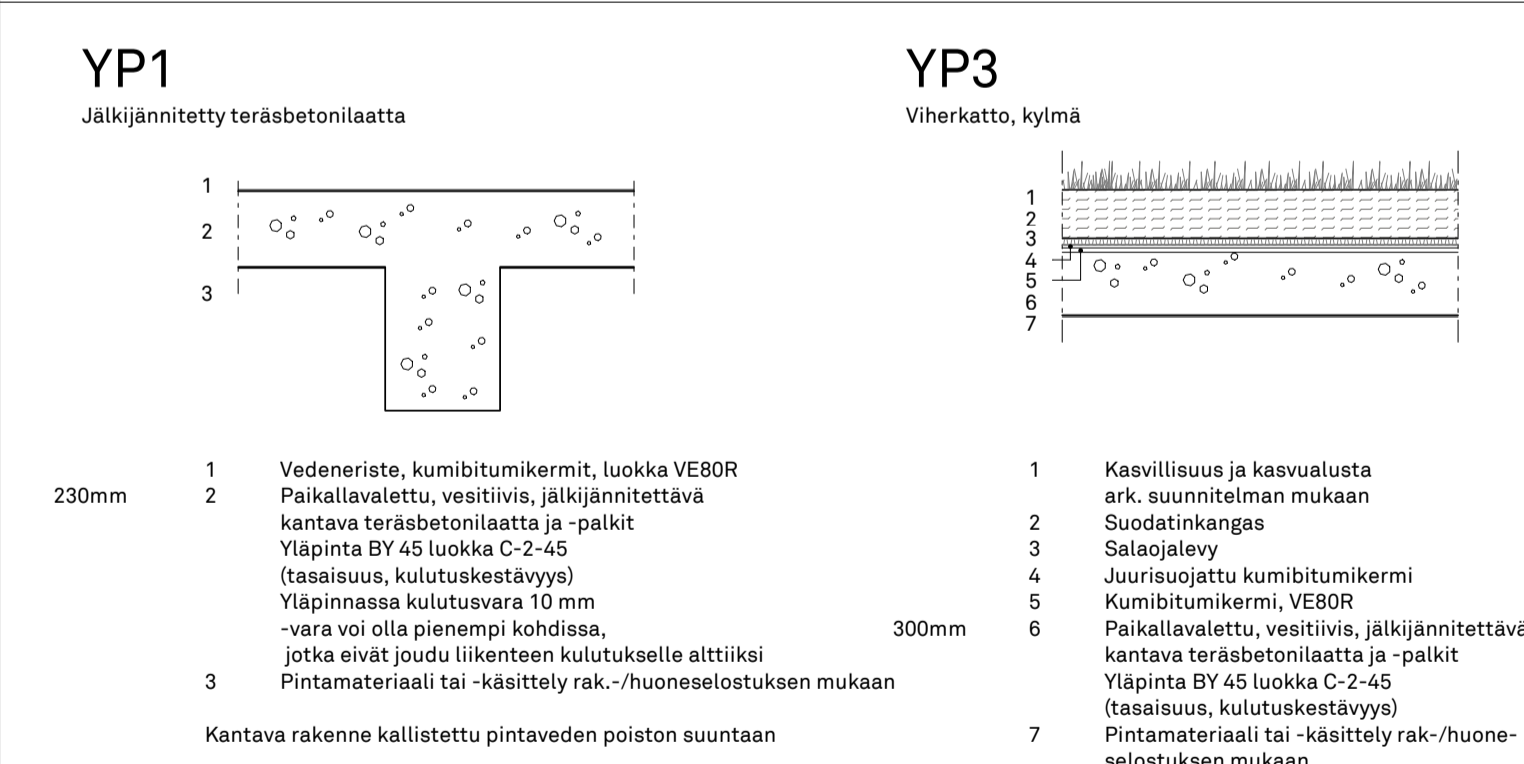 YP1
Jälkijännitetty teräsbetonilaatta
1
2
3
1 Vedeneriste, kumibitumikermit, luokka VE80R
230mm 2 Paikallavalettu, vesitiivis, jälkijännitettävä
kantava teräsbetonilaatta ja -palkit
Yläpinta BY 45 luokka C-2-45
(tasaisuus, kulutuskestävyys)
Yläpinnassa kulutusvara 10 mm
-vara voi olla pienempi kohdissa,
jotka eivät joudu liikenteen kulutukselle alttiiksi
3 Pintamateriaali tai -käsittely rak.-/huoneselostuksen mukaan
Kantava rakenne kallistettu pintaveden poiston suuntaan
YP3
Viherkatto, kylmä
1
2
3
4
5
6
7
1 Kasvillisuus ja kasvualusta
ark. suunnitelman mukaan
2 Suodatinkangas
3 Salaojalevy
4 Juurisuojattu kumibitumikermi
5 Kumibitumikermi, VE80R
300mm 6 Paikallavalettu, vesitiivis, jälkijännitettävä
kantava teräsbetonilaatta ja -palkit
Yläpinta BY 45 luokka C-2-45
(tasaisuus, kulutuskestävyys)
7 Pintamateriaali tai -käsittely rak-/huone-
selostuksen mukaan